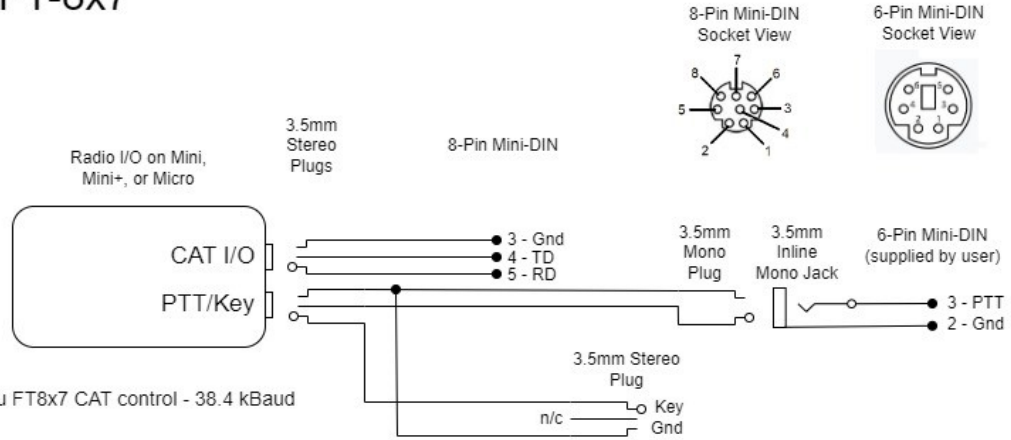 8-Pin Mini-DIN
Socket View
6-Pin Mini-DIN
Socket View
7
8
6
5
3
4
2
1
6
5
4
3
2
1
3.5mm
Stereo
Plugs
8-Pin Mini-DIN
Radio I/O on Mini,
Mini+, or Micro
CAT I/O
PTT/Key
3 - Gnd
4 - TD
5 - RD
3.5mm
Mono
Plug
3.5mm
Inline
Mono Jack
6-Pin Mini-DIN
(supplied by user)
3 - PTT
2 - Gnd
3.5mm Stereo
Plug
Key
n/c
Gnd
FT8x7 CAT control - 38.4 kBaud